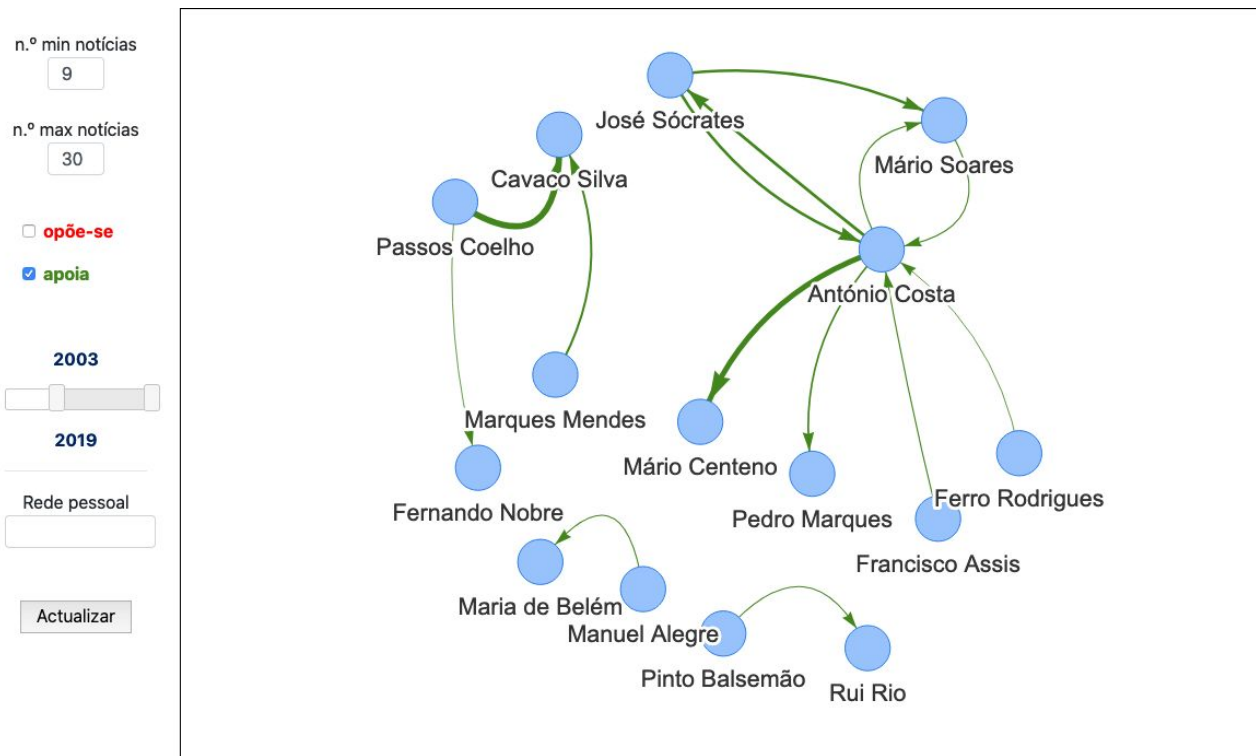 n.º min notícias
9
n.º max notícias
30
opõe-se
apoia
2003
2019
Rede pessoal
Actualizar
José Sócrates
Mário Soares
Cavaco Silva
Passos Coelho
António Costa
Marques Mendes
Mário Centeno
Fernando Nobre
Pedro Marques
Ferro Rodrigues
Francisco Assis
Maria de Belém
Manuel Alegre
Pinto Balsemão
Rui Rio